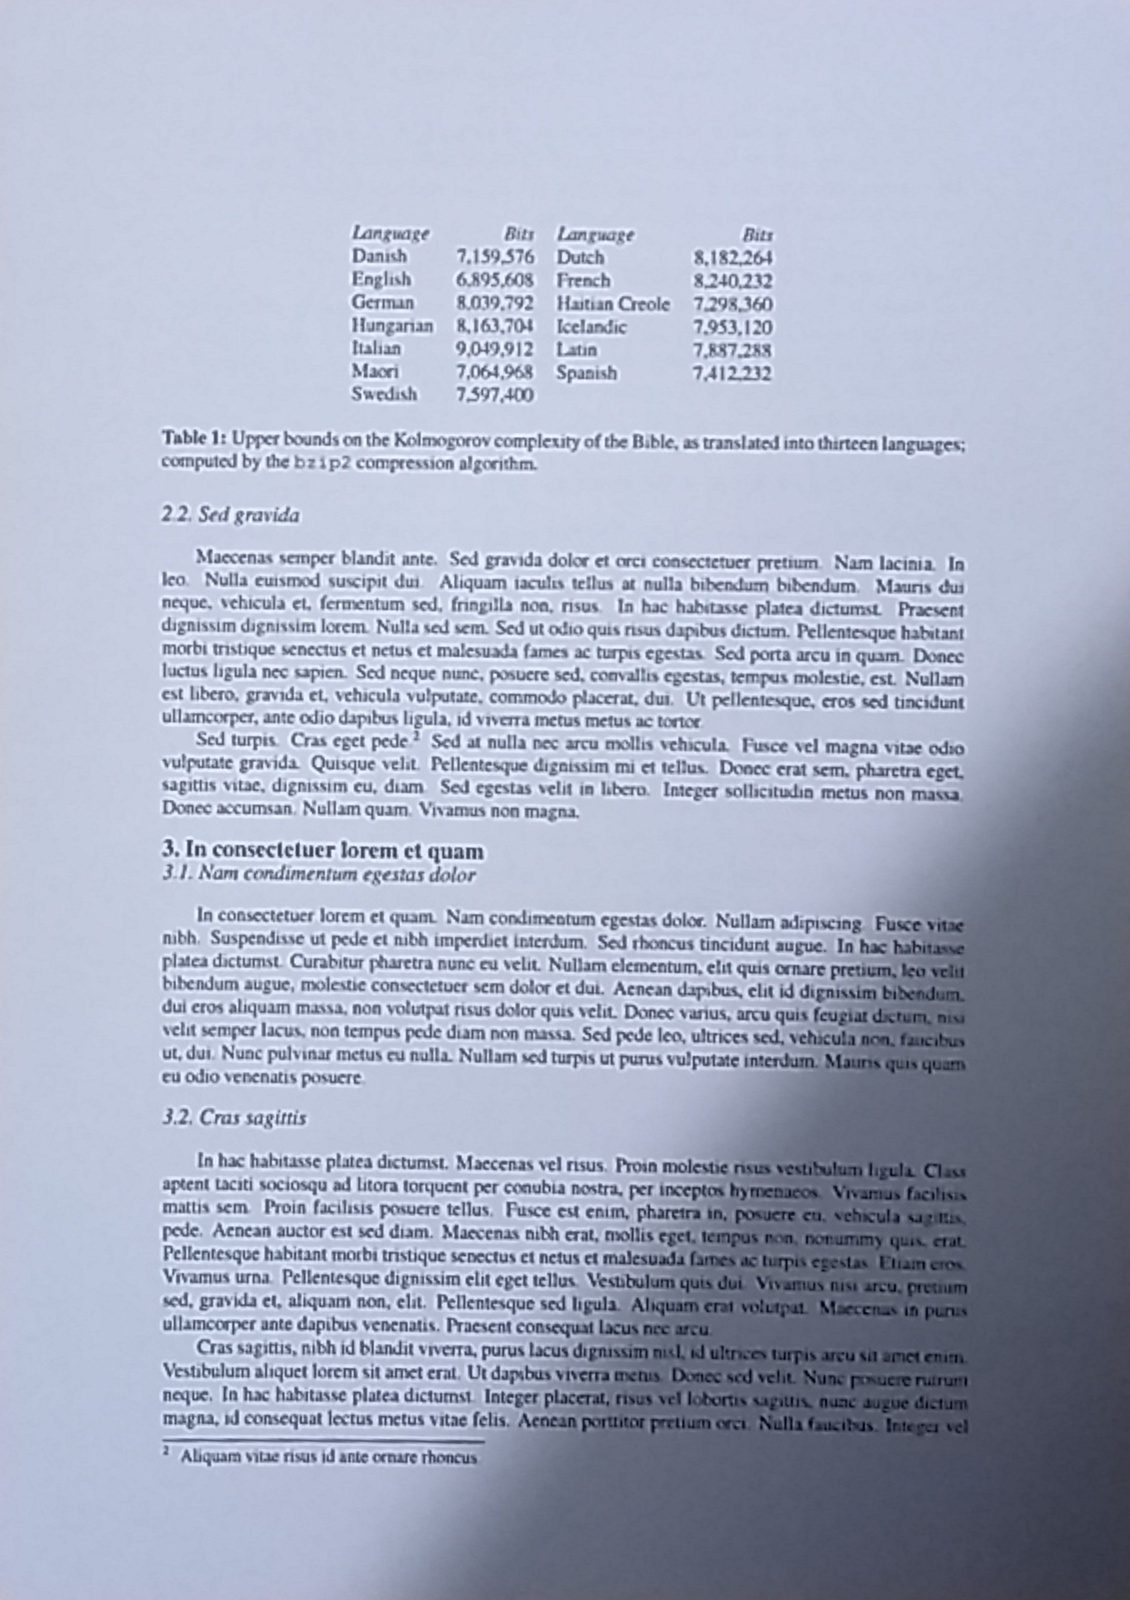 Language Bits Language Bits
Danish 7,159,576 Dutch 8,182,264
English 6,895,608 French 8,240,232
German 8,039,792 Haitian Creole 7,298,360
Hungarian 8,163,704 Icelandic 7,953,120
Italian 9,049,912 Latin 7,887,288
Maori 7,064,968 Spanish 7,412,232
Swedish 7,597,400
Table 1: Upper bounds on the Kolmogorov complexity of the Bible, as translated into thirteen languages;
computed by the bzip2 compression algorithm.
2.2. Sed gravida
Maecenas semper blandit ante. Sed gravida dolor et orci consectetuer pretium. Nam lacinia. In
leo. Nulla euismod suscipit dui. Aliquam iaculis tellus at nulla bibendum bibendum. Mauris dui
neque, vehicula et, fermentum sed, fringilla non, risus. In hac habitasse platea dictumst. Praesent
dignissim dignissim lorem. Nulla sed sem. Sed ut odio quis risus dapibus dictum. Pellentesque habitant
morbi tristique senectus et netus et malesuada fames ac turpis egestas. Sed porta arcu in quam. Donec
luctus ligula nec sapien. Sed neque nunc, posuere sed, convallis egestas, tempus molestie, est. Nullam
est libero, gravida et, vehicula vulputate, commodo placerat, dui. Ut pellentesque, eros sed tincidunt
ullamcorper, ante odio dapibus ligula, id viverra metus metus ac tortor.
Sed turpis. Cras eget pede.² Sed at nulla nec arcu mollis vehicula. Fusce vel magna vitae odio
vulputate gravida. Quisque velit. Pellentesque dignissim mi et tellus. Donec erat sem, pharetra eget,
sagittis vitae, dignissim eu, diam. Sed egestas velit in libero. Integer sollicitudin metus non massa.
Donec accumsan. Nullam quam. Vivamus non magna.
3. In consectetuer lorem et quam
3.1. Nam condimentum egestas dolor
In consectetuer lorem et quam. Nam condimentum egestas dolor. Nullam adipiscing. Fusce vitae
nibh. Suspendisse ut pede et nibh imperdiet interdum. Sed rhoncus tincidunt augue. In hac habitasse
platea dictumst. Curabitur pharetra nunc eu velit. Nullam elementum, elit quis ornare pretium, leo velit
bibendum augue, molestie consectetuer sem dolor et dui. Aenean dapibus, elit id dignissim bibendum,
dui eros aliquam massa, non volutpat risus dolor quis velit. Donec varius, arcu quis feugiat dictum, nisi
velit semper lacus, non tempus pede diam non massa. Sed pede leo, ultrices sed, vehicula non, faucibus
ut, dui. Nunc pulvinar metus eu nulla. Nullam sed turpis ut purus vulputate interdum. Mauris quis quam
eu odio venenatis posuere.
3.2. Cras sagittis
In hac habitasse platea dictumst. Maecenas vel risus. Proin molestie risus vestibulum ligula. Class
aptent taciti sociosqu ad litora torquent per conubia nostra, per inceptos hymenaeos. Vivamus facilisis
mattis sem. Proin facilisis posuere tellus. Fusce est enim, pharetra in, posuere eu, vehicula sagittis,
pede. Aenean auctor est sed diam. Maecenas nibh erat, mollis eget, tempus non, nonummy quis, erat.
Pellentesque habitant morbi tristique senectus et netus et malesuada fames ac turpis egestas. Etiam eros.
Vivamus urna. Pellentesque dignissim elit eget tellus. Vestibulum quis dui. Vivamus nisi arcu, pretium
sed, gravida et, aliquam non, elit. Pellentesque sed ligula. Aliquam erat volutpat. Maecenas in purus
ullamcorper ante dapibus venenatis. Praesent consequat lacus nec arcu.
Cras sagittis, nibh id blandit viverra, purus lacus dignissim nisl, id ultrices turpis arcu sit amet enim.
Vestibulum aliquet lorem sit amet erat. Ut dapibus viverra metus. Donec sed velit. Nunc posuere rutrum
neque. In hac habitasse platea dictumst. Integer placerat, risus vel lobortis sagittis, nunc augue dictum
magna, id consequat lectus metus vitae felis. Aenean porttitor pretium orci. Nulla faucibus. Integer vel
² Aliquam vitae risus id ante ornare rhoncus